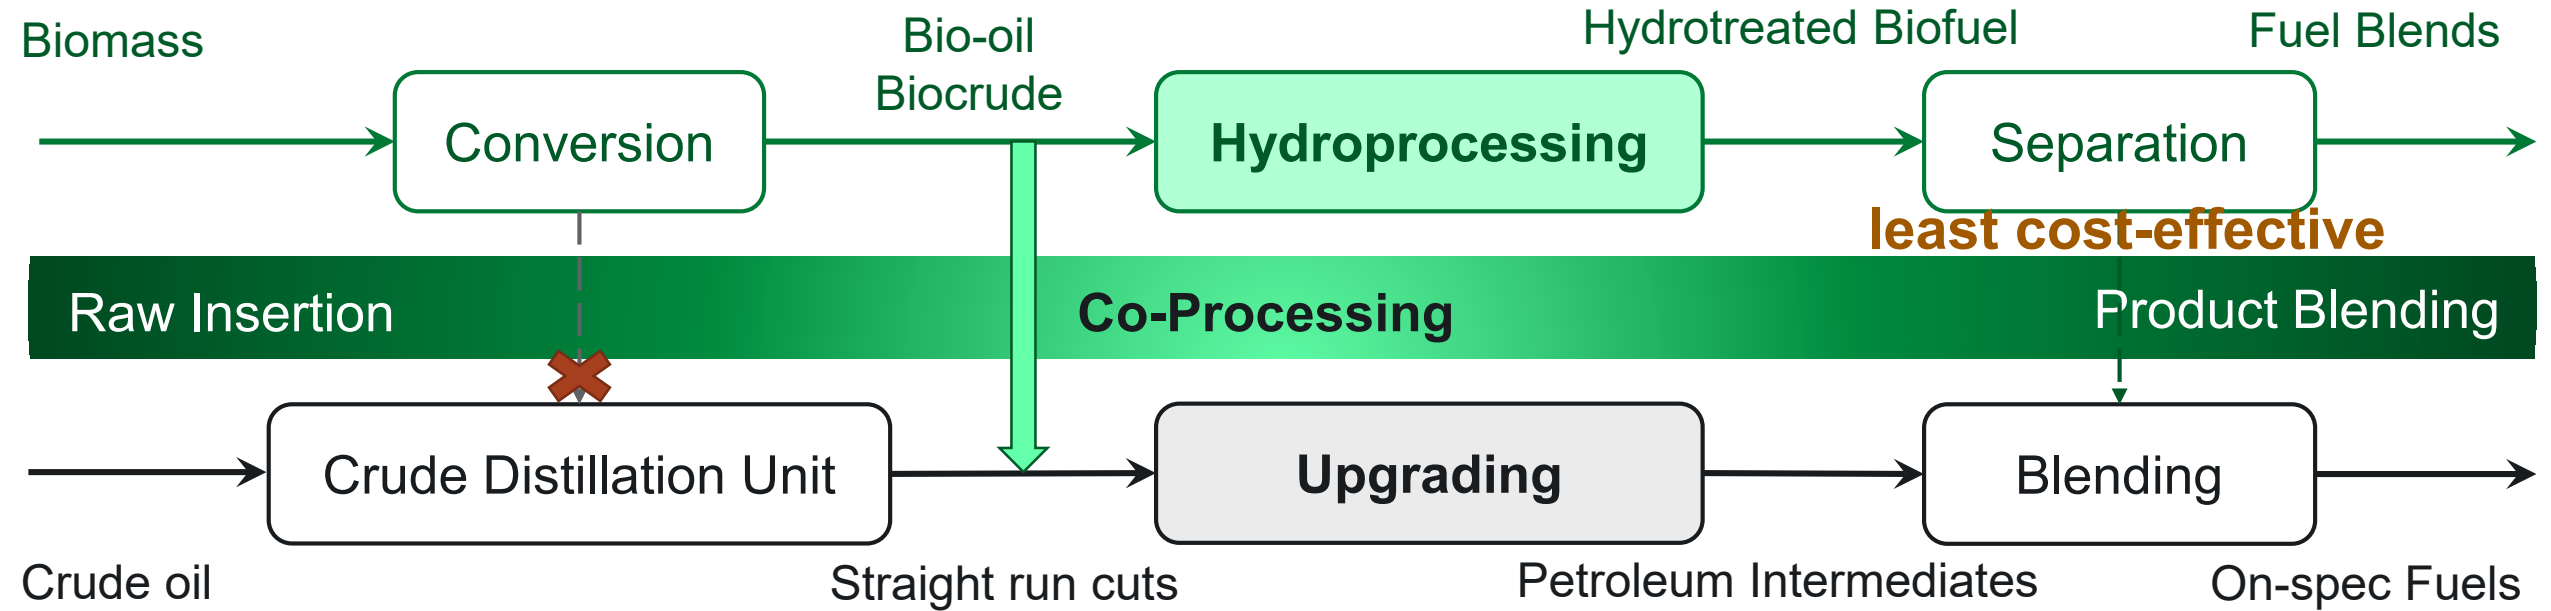 Biomass
Bio-oil
Biocrude
Hydrotreated Biofuel
Fuel Blends
Conversion
Hydroprocessing
Separation
least cost-effective
Raw Insertion
Co-Processing
Product Blending
Crude Distillation Unit
Upgrading
Blending
Crude oil
Straight run cuts
Petroleum Intermediates
On-spec Fuels